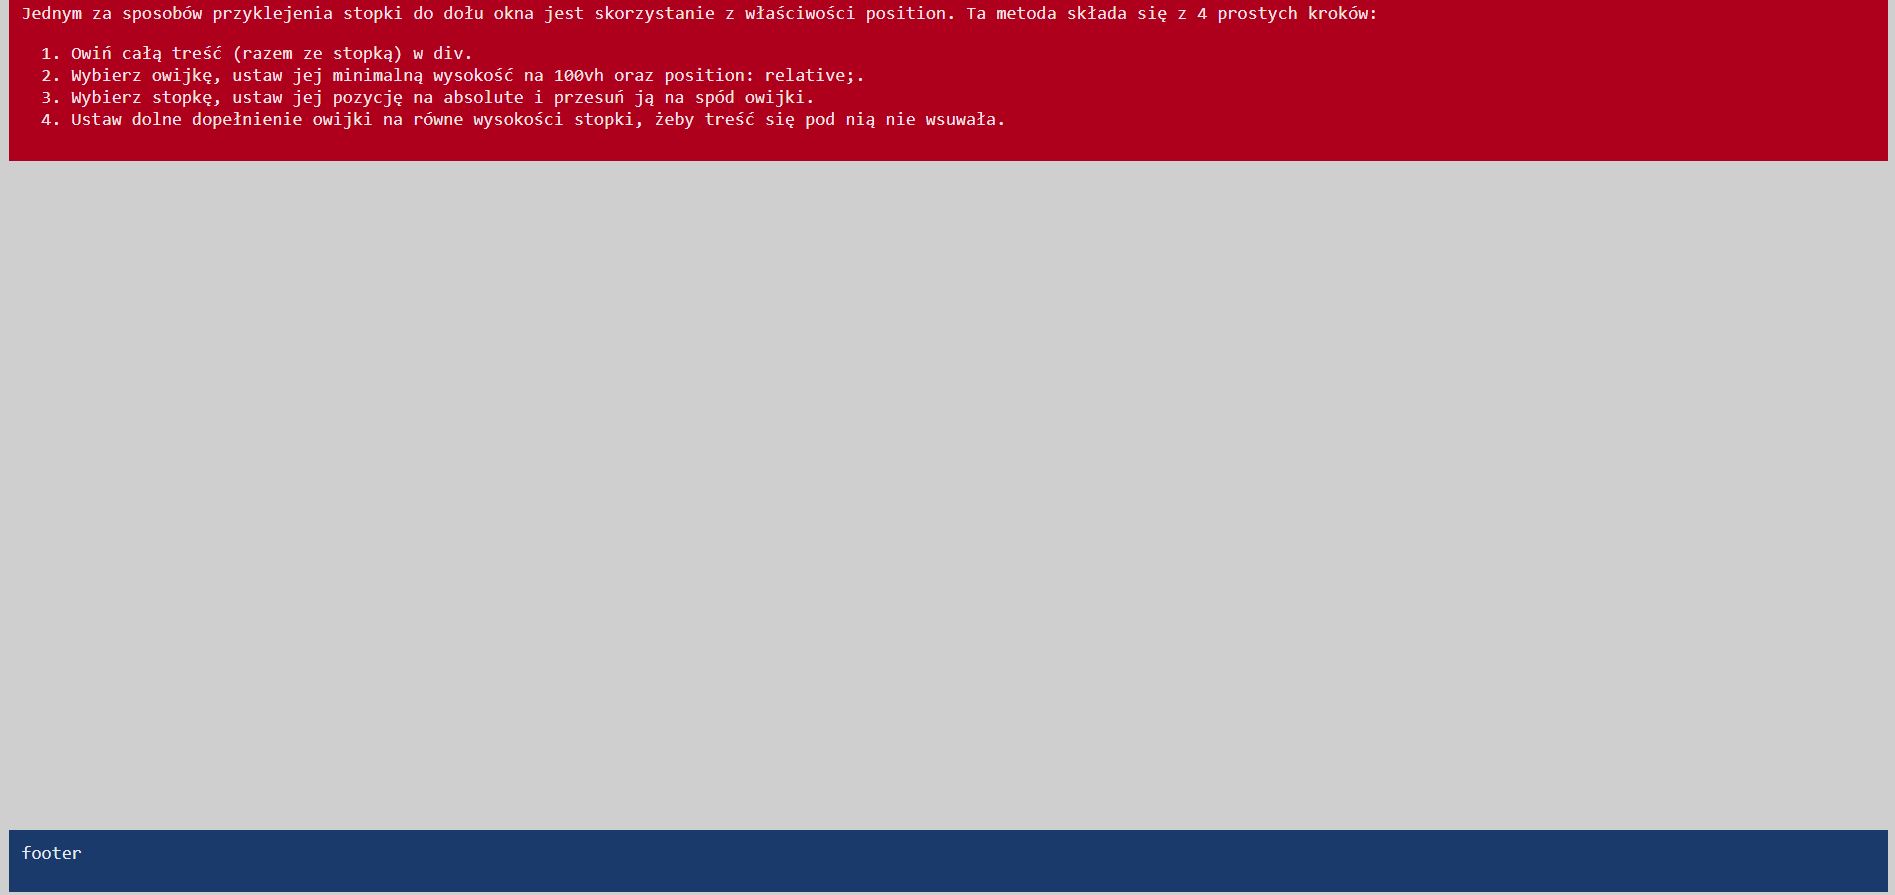 Jednym za sposobów przyklejenia stopki do dołu okna jest skorzystanie z właściwości position. Ta metoda składa się z 4 prostych kroków:
1. Owiń całą treść (razem ze stopką) w div.
2. Wybierz owijkę, ustaw jej minimalną wysokość na 100vh oraz position: relative;.
3. Wybierz stopkę, ustaw jej pozycję na absolute i przesuń ją na spód owijki.
4. Ustaw dolne dopełnienie owijki na równe wysokości stopki, żeby treść się pod nią nie wsuwała.
footer